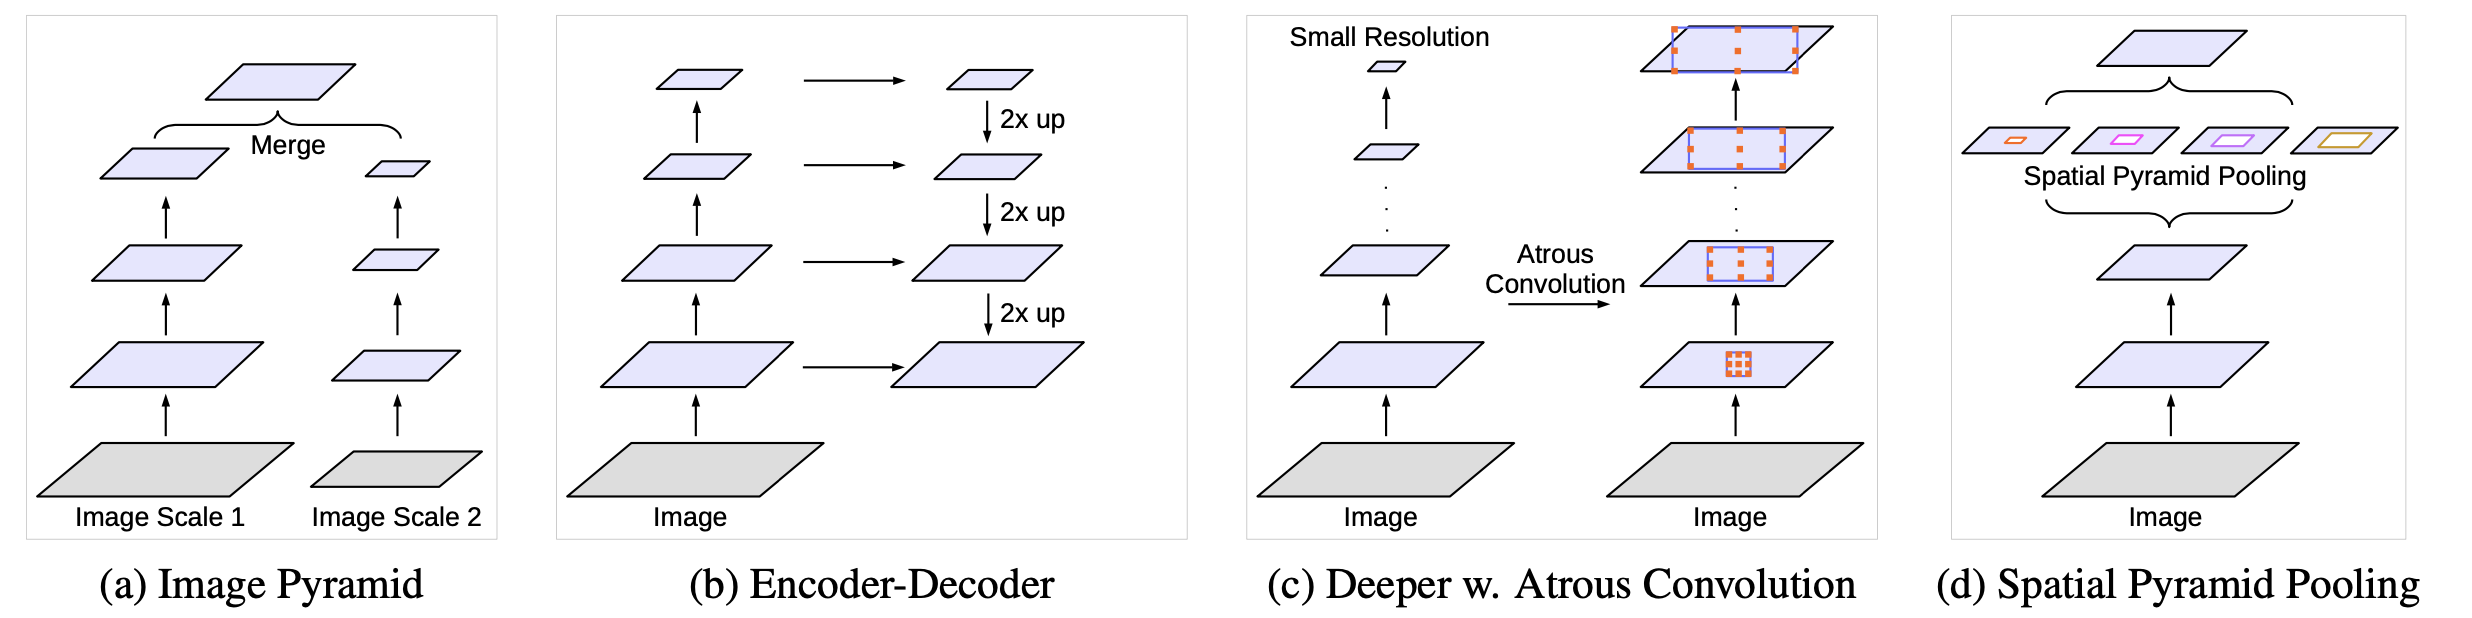 Merge
Image Scale 1
Image Scale 2
(a) Image Pyramid
2x up
2x up
2x up
Image
(b) Encoder-Decoder
Small Resolution
Atrous
Convolution
Image
Image
(c) Deeper w. Atrous Convolution
Spatial Pyramid Pooling
Image
(d) Spatial Pyramid Pooling